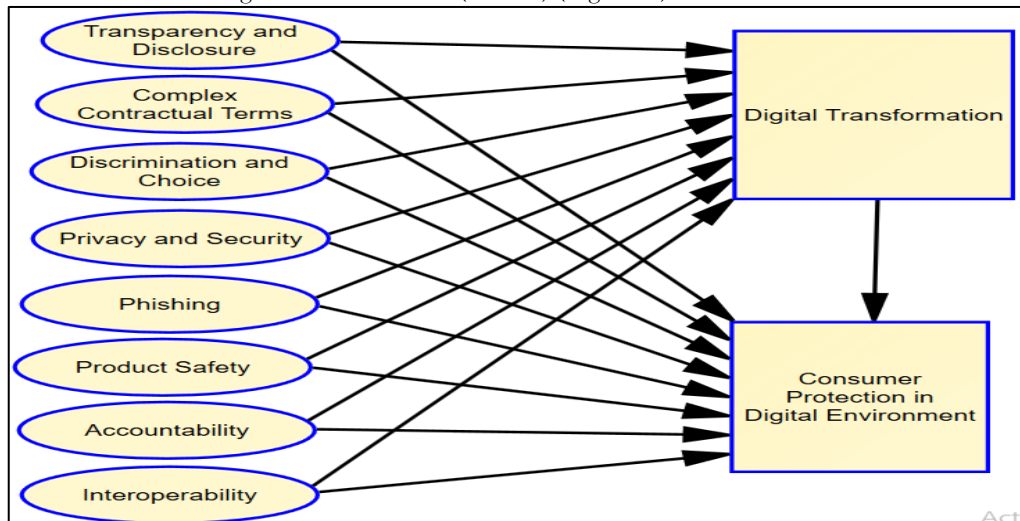 Transparency and
Disclosure
Complex
Contractual Terms
Discrimination and
Choice
Privacy and Security
Phishing
Product Safety
Accountability
Interoperability
Digital Transformation
Consumer
Protection in
Digital Environment